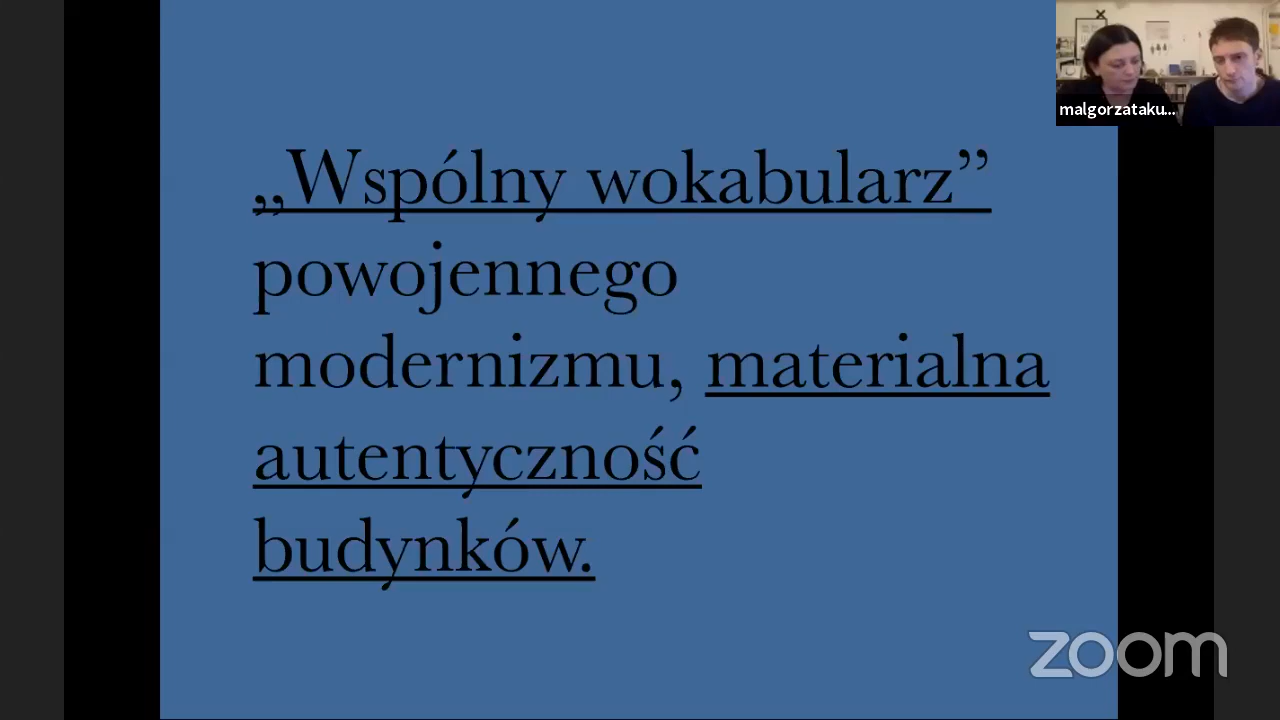 malgorzataku...
„Wspólny wokabularz”
powojennego
modernizmu, materialna
autentyczność
budynków.
zoom